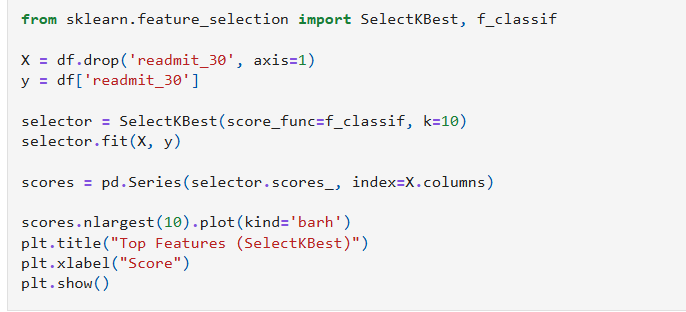 from sklearn.feature_selection import SelectKBest, f_classif
X = df.drop('readmit_30', axis=1)
y = df['readmit_30']
selector = SelectKBest(score_func=f_classif, k=10)
selector.fit(X, y)
scores = pd.Series(selector.scores_, index=X.columns)
scores.nlargest(10).plot(kind='barh')
plt.title("Top Features (SelectKBest)")
plt.xlabel("Score")
plt.show()